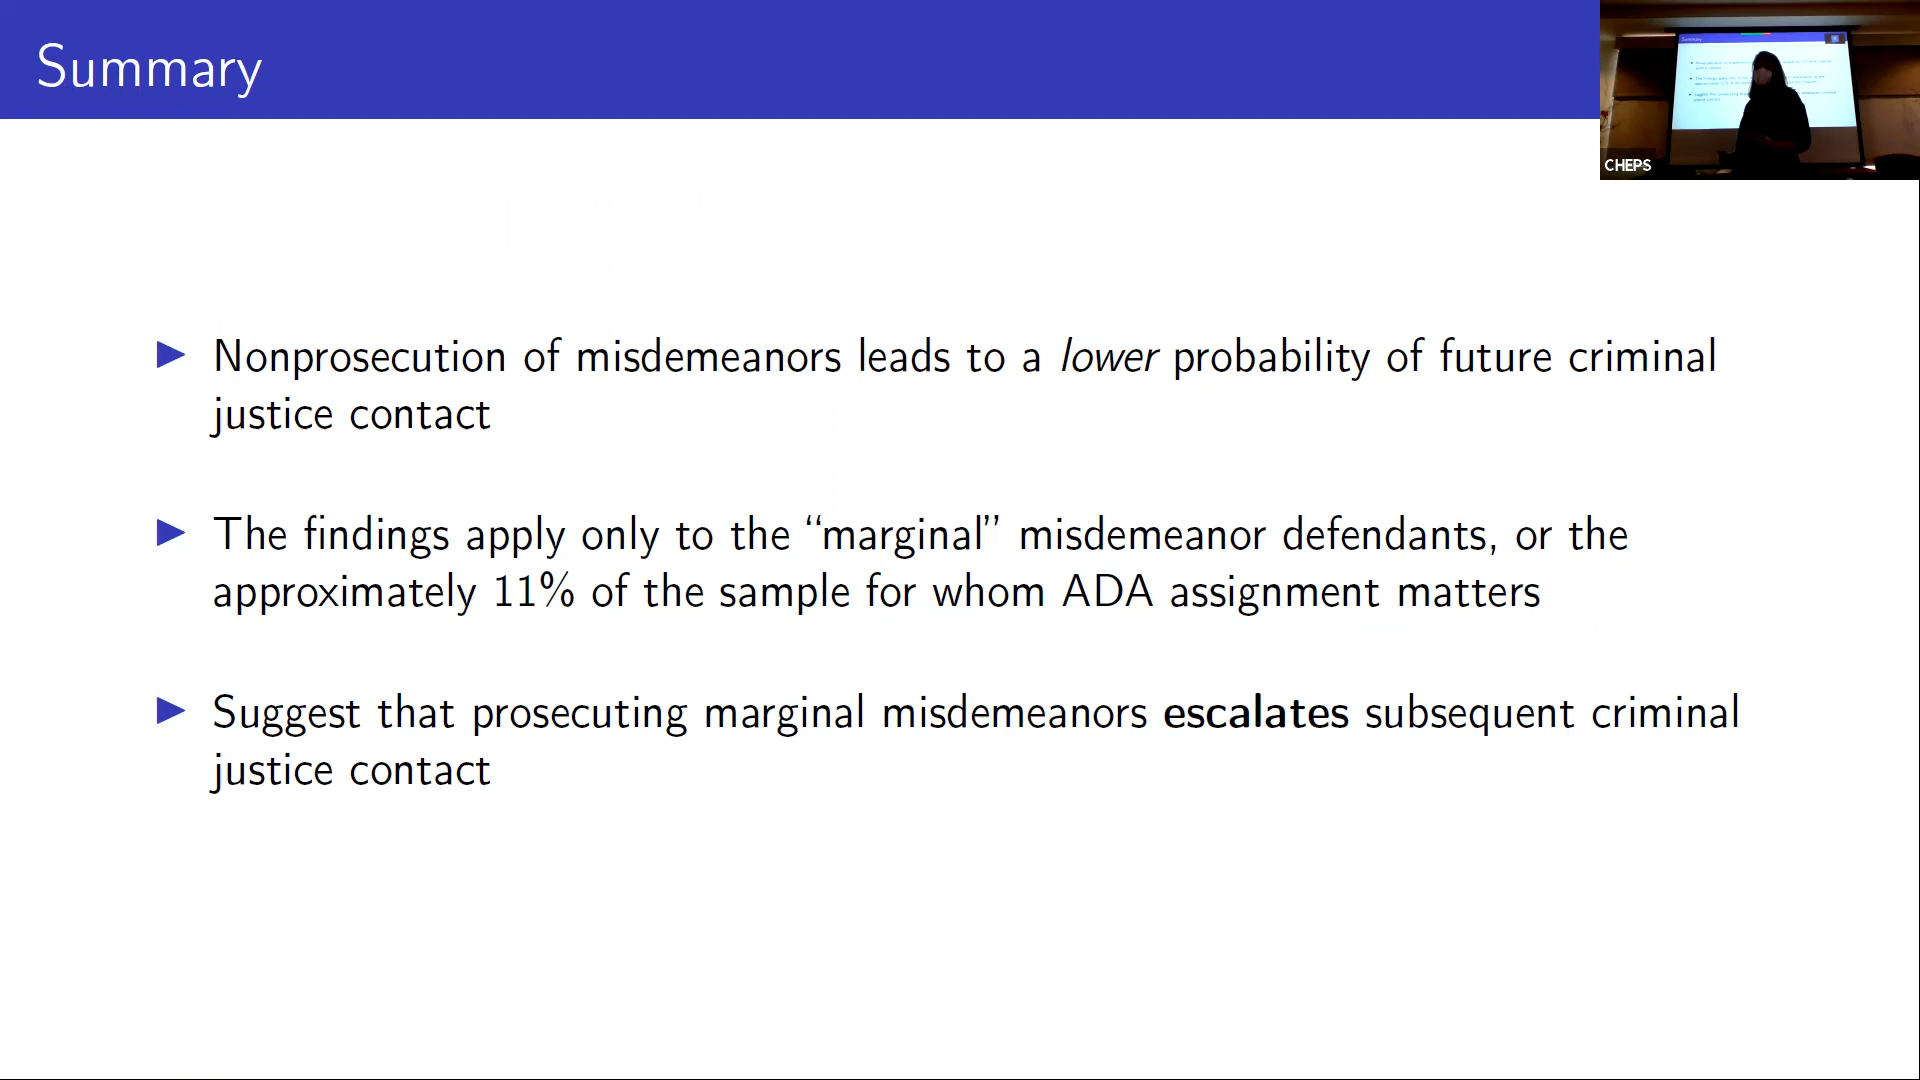 Summary
CHEPS
Nonprosecution of misdemeanors leads to a lower probability of future criminal
justice contact
The findings apply only to the “marginal” misdemeanor defendants, or the
approximately 11% of the sample for whom ADA assignment matters
Suggest that prosecuting marginal misdemeanors escalates subsequent criminal
justice contact